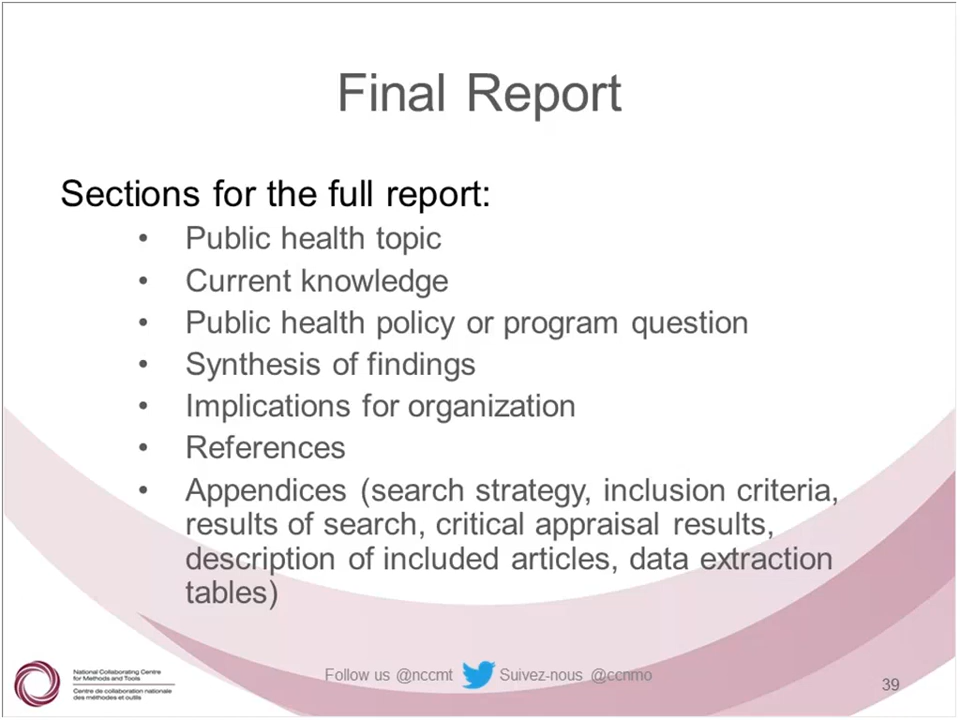 Final Report
Sections for the full report:
• Public health topic
• Current knowledge
• Public health policy or program question
• Synthesis of findings
• Implications for organization
• References
• Appendices (search strategy, inclusion criteria,
results of search, critical appraisal results,
description of included articles, data extraction
tables)
National Collaborating Centre
for Methods and Tools
Centre de collaboration nationale
des méthodes et outils
Follow us @nccmt Suivez-nous @ccnmo
39